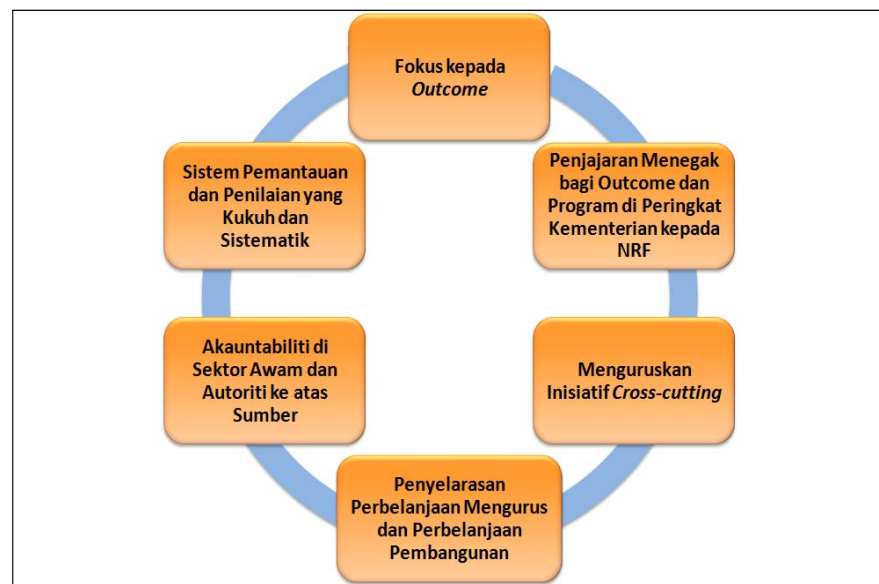 Fokus kepada
Outcome
Penjajaran Menegak
bagi Outcome dan
Program di Peringkat
Kementerian kepada
NRF
Menguruskan
Inisiatif Cross-cutting
Penyelarasan
Perbelanjaan Mengurus
dan Perbelanjaan
Pembangunan
Akauntabiliti di
Sektor Awam dan
Autoriti ke atas
Sumber
Sistem Pemantauan
dan Penilaian yang
Kukuh dan
Sistematik